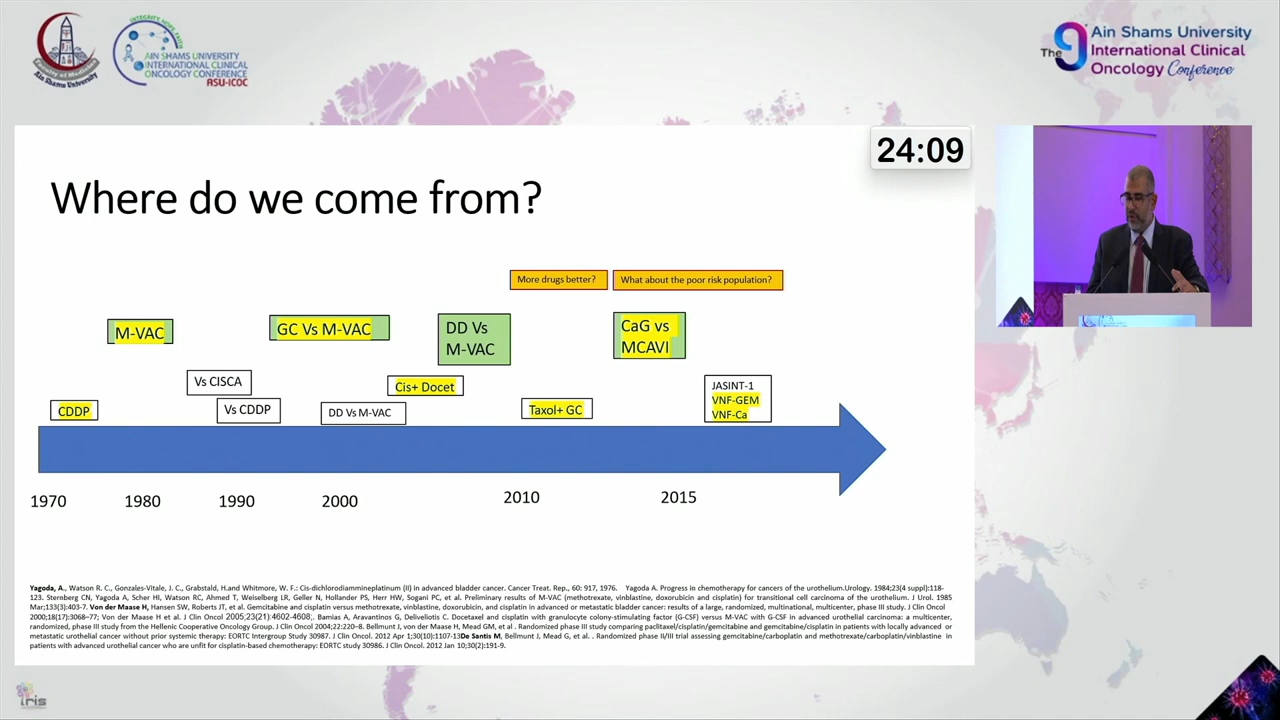 INTEGRITY, HOPE, FAITH
Faculty of Medicine
Ain Shams University
AIN SHAMS UNIVERSITY
INTERNATIONAL CLINICAL
ONCOLOGY CONFERENCE
ASU-ICOC
The 9
Ain Shams University
International Clinical
Oncology Conference
24:09
Where do we come from?
More drugs better?
What about the poor risk population?
M-VAC
GC Vs M-VAC
DD Vs
M-VAC
CaG vs
MCAVI
Vs CISCA
Cis+ Docet
JASINT-1
VNF-GEM
VNF-Ca
CDDP
Vs CDDP
DD Vs M-VAC
Taxol+ GC
1970
1980
1990
2000
2010
2015
Yagoda, A., Watson R. C., Gonzales-Vitale, J. C., Grabstald, H.and Whitmore, W. F.: Cis-dichlorodiammineplatinum (II) in advanced bladder cancer. Cancer Treat. Rep., 60: 917, 1976. Yagoda A. Progress in chemotherapy for cancers of the urothelium.Urology. 1984;23(4 suppl):118-
123. Sternberg CN, Yagoda A, Scher HI, Watson RC, Ahmed T, Weiselberg LR, Geller N, Hollander PS, Herr HW, Sogani PC, et al. Preliminary results of M-VAC (methotrexate, vinblastine, doxorubicin and cisplatin) for transitional cell carcinoma of the urothelium. J Urol. 1985
Mar;133(3):403-7. Von der Maase H, Hansen SW, Roberts JT, et al. Gemcitabine and cisplatin versus methotrexate, vinblastine, doxorubicin, and cisplatin in advanced or metastatic bladder cancer: results of a large, randomized, multinational, multicenter, phase III study. J Clin Oncol
2000;18(17):3068–77; Von der Maase H et al. J Clin Oncol 2005;23(21):4602-4608,. Bamias A, Aravantinos G, Deliveliotis C. Docetaxel and cisplatin with granulocyte colony-stimulating factor (G-CSF) versus M-VAC with G-CSF in advanced urothelial carcinoma: a multicenter,
randomized, phase III study from the Hellenic Cooperative Oncology Group. J Clin Oncol 2004;22:220–8. Bellmunt J, von der Maase H, Mead GM, et al . Randomized phase III study comparing paclitaxel/cisplatin/gemcitabine and gemcitabine/cisplatin in patients with locally advanced or
metastatic urothelial cancer without prior systemic therapy: EORTC Intergroup Study 30987. J Clin Oncol. 2012 Apr 1;30(10):1107-13De Santis M, Bellmunt J, Mead G, et al. . Randomized phase II/III trial assessing gemcitabine/carboplatin and methotrexate/carboplatin/vinblastine in
patients with advanced urothelial cancer who are unfit for cisplatin-based chemotherapy: EORTC study 30986. J Clin Oncol. 2012 Jan 10;30(2):191-9.
iris